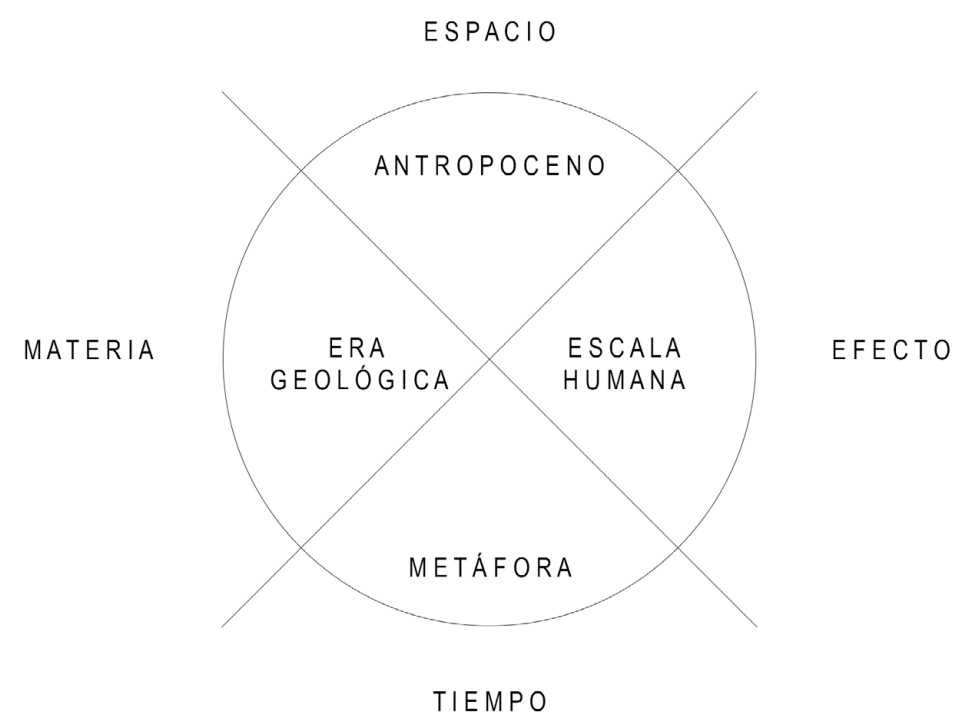 ESPACIO
ANTROPOCENO
MATERIA
ERA
GEOLÓGICA
ESCALA
HUMANA
EFECTO
METÁFORA
TIEMPO